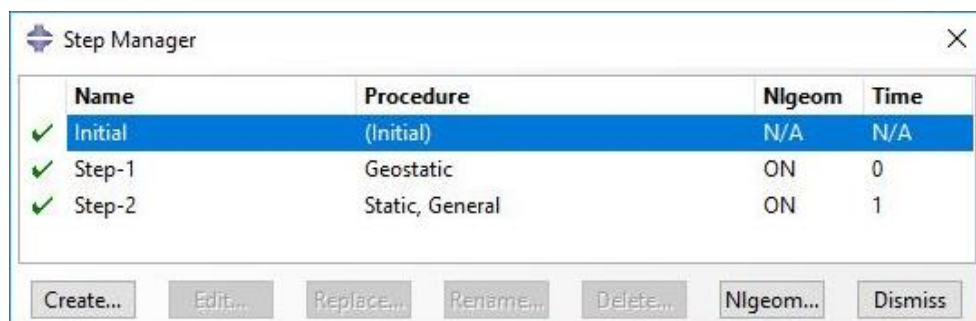 Step Manager
Name Procedure Nlgeom Time
Initial (Initial) N/A N/A
Step-1 Geostatic ON 0
Step-2 Static, General ON 1
Create... Edit... Replace... Rename... Delete... Nlgeom... Dismiss